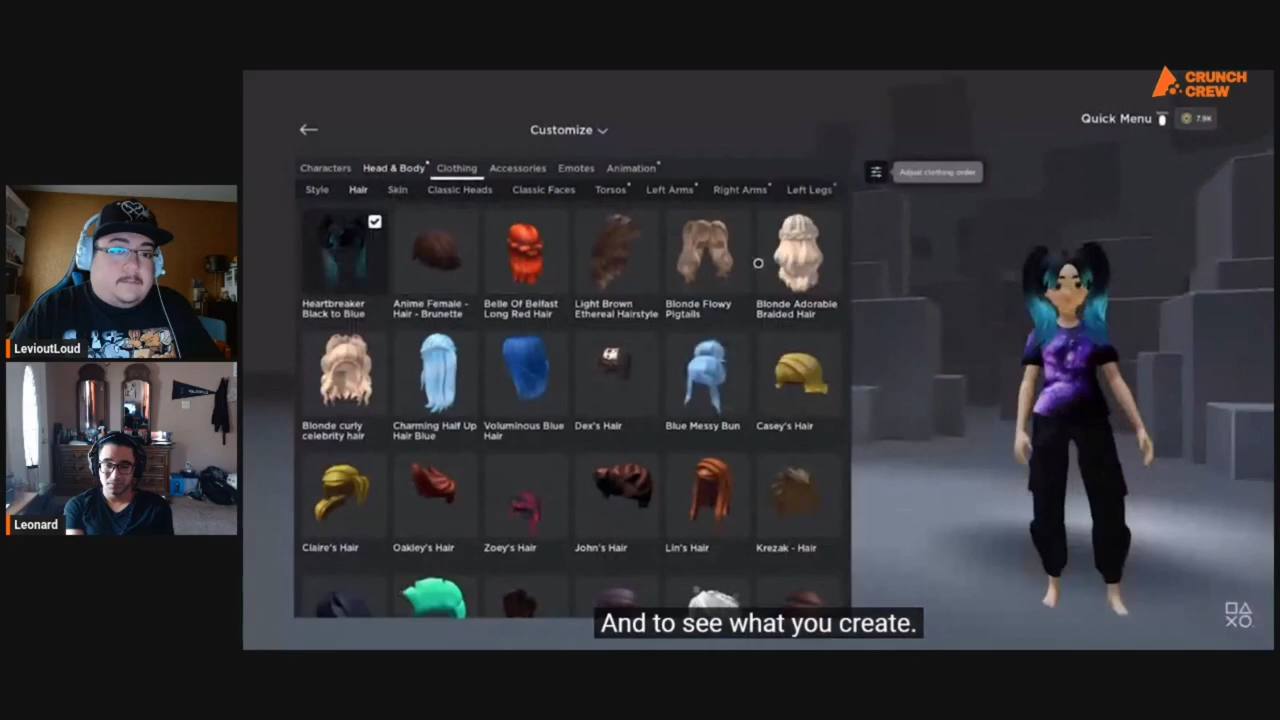 CRUNCH
CREW
Customize
Quick Menu
7.9K
Characters Head & Body Clothing Accessories Emotes Animation
Adjust clothing order
Style Hair Skin Classic Heads Classic Faces Torsos Left Arms Right Arms Left Legs
Heartbreaker
Black to Blue
Anime Female -
Hair - Brunette
Belle Of Belfast
Long Red Hair
Light Brown
Ethereal Hairstyle
Blonde Flowy
Pigtails
Blonde Adorable
Braided Hair
LevioutLoud
Blonde curly
celebrity hair
Charming Half Up
Hair Blue
Voluminous Blue
Hair
Dex's Hair
Blue Messy Bun
Casey's Hair
Leonard
Claire's Hair
Oakley's Hair
Zoey's Hair
John's Hair
Lin's Hair
Krezak - Hair
And to see what you create.